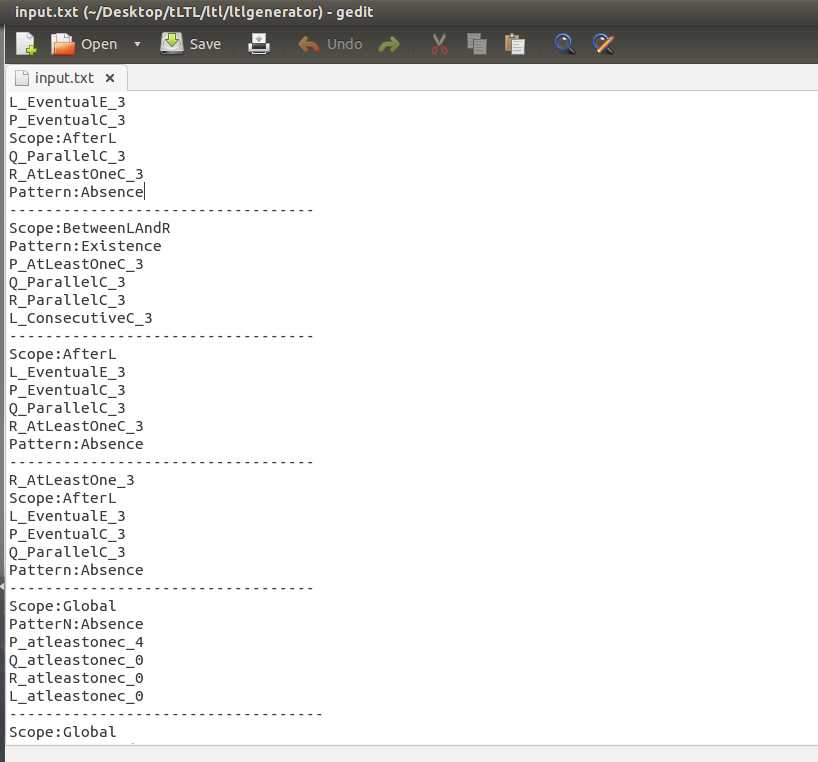 input.txt (~/Desktop/tLTL/ltl/ltlgenerator) - gedit
Open Save Undo
input.txt ×
L_EventualE_3
P_EventualC_3
Scope:AfterL
Q_ParallelC_3
R_AtLeastOneC_3
Pattern:Absence
----------------------------------
Scope:BetweenLAndR
Pattern:Existence
P_AtLeastOneC_3
Q_ParallelC_3
R_ParallelC_3
L_ConsecutiveC_3
----------------------------------
Scope:AfterL
L_EventualE_3
P_EventualC_3
Q_ParallelC_3
R_AtLeastOneC_3
Pattern:Absence
----------------------------------
R_AtLeastOne_3
Scope:AfterL
L_EventualE_3
P_EventualC_3
Q_ParallelC_3
Pattern:Absence
----------------------------------
Scope:Global
PatterN:Absence
P_atleastonec_4
Q_atleastonec_0
R_atleastonec_0
L_atleastonec_0
-----------------------------------
Scope:Global